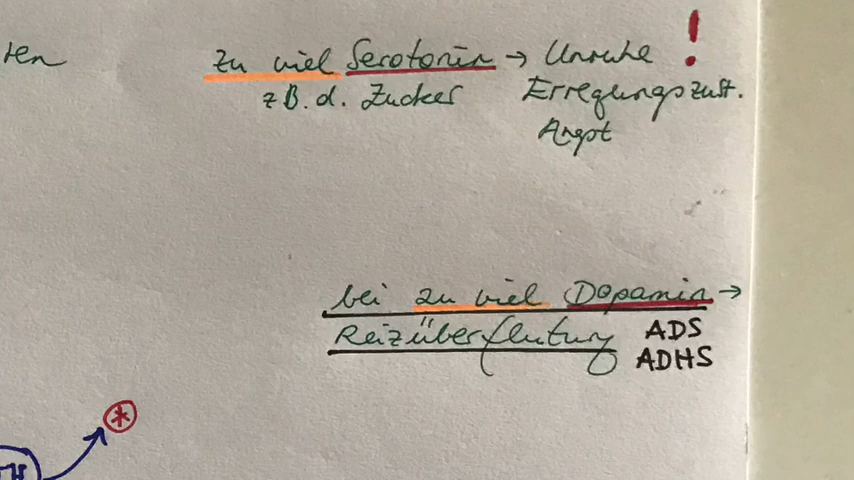 ten
zu viel Serotonin → Unruhe !
z B. d. Zucker Erregungszust.
Angst
bei zu viel Dopamin →
Reizüberflutung ADS
ADHS
*